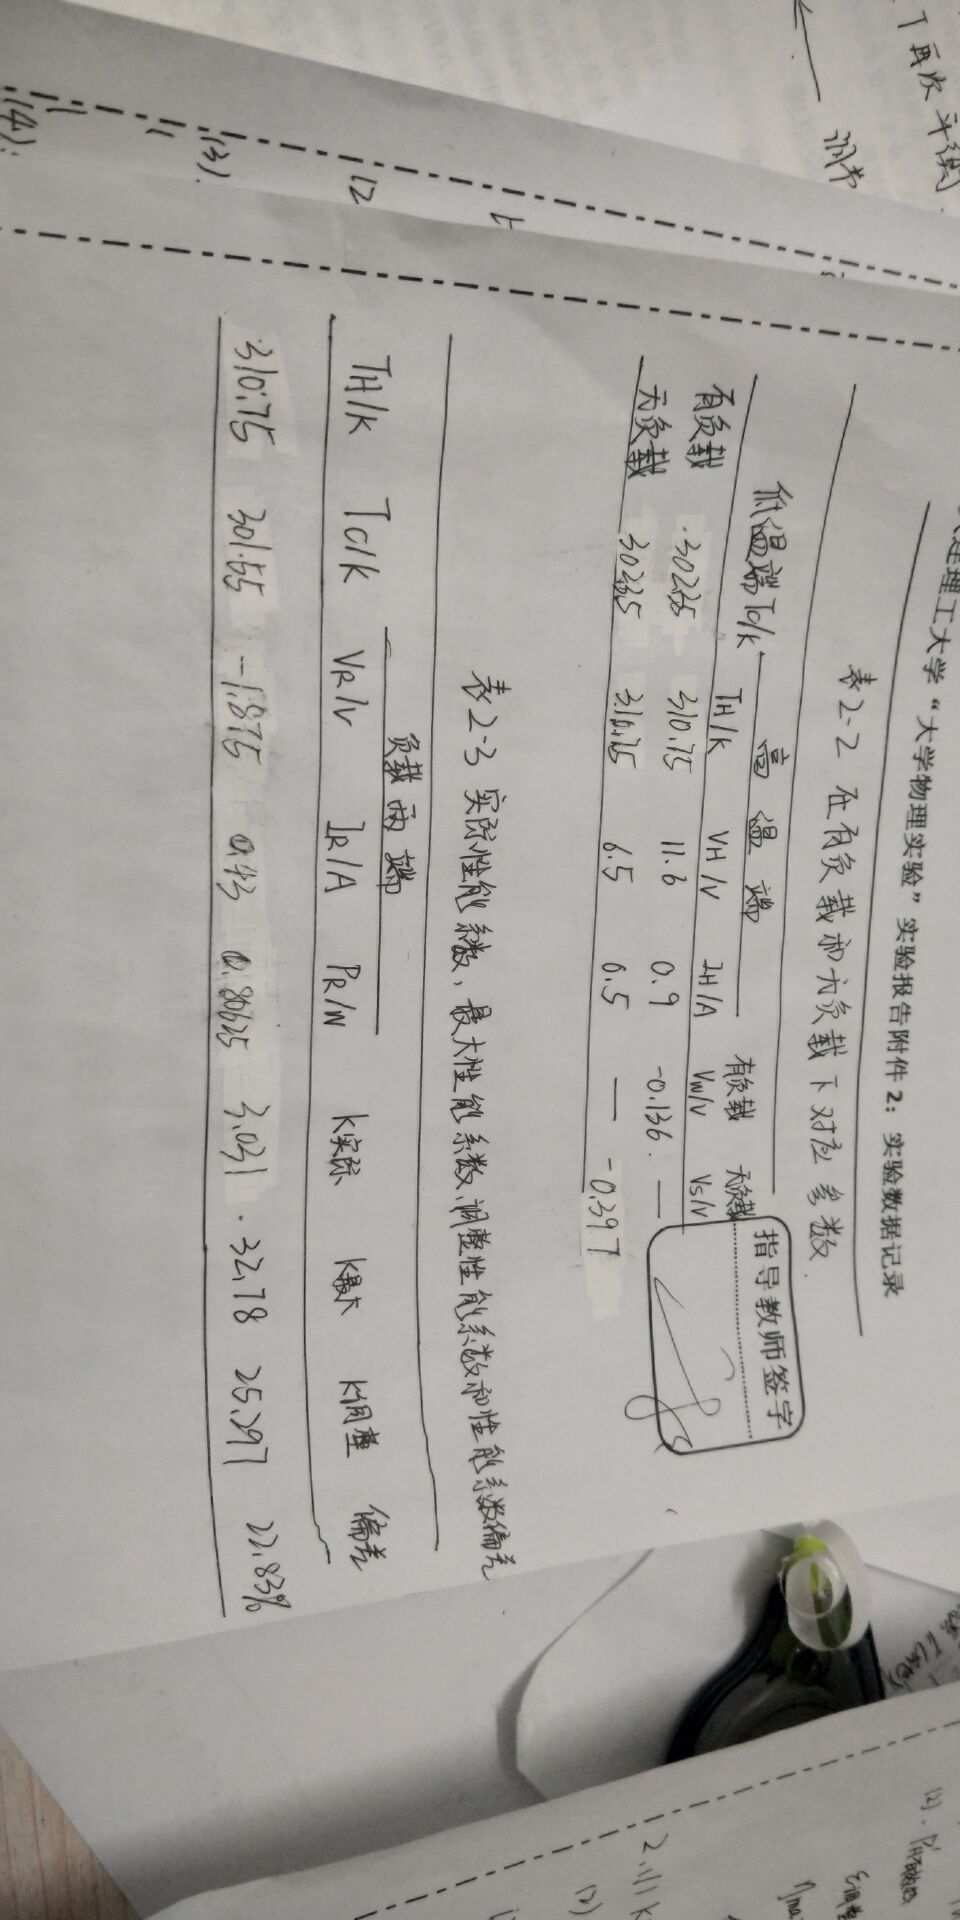 T再次平衡
调节
大连理工大学“大学物理实验”实验报告附件2：实验数据记录
表2-2 在有负载和无负载下对应参数.
指导教师签字
低温端Tc/K 高温端 有负载 无负载
TH/K VH/V IH/A Vw/V Vs/V
有负载 302.35 310.75 11.6 0.9 -0.136 —
无负载 302.35 310.75 6.5 0.5 — -0.397
表2-3 实际性能系数、最大性能系数、调整性能系数和性能系数偏差
负载两端
TH/K TC/K VR/V IR/A PR/W K实际 K最大 K调整 偏差
310.75 301.55 -1.875 0.43 0.80625 3.031 32.78 25.297 22.83%
12
(3).
(4):
(2).
(2)